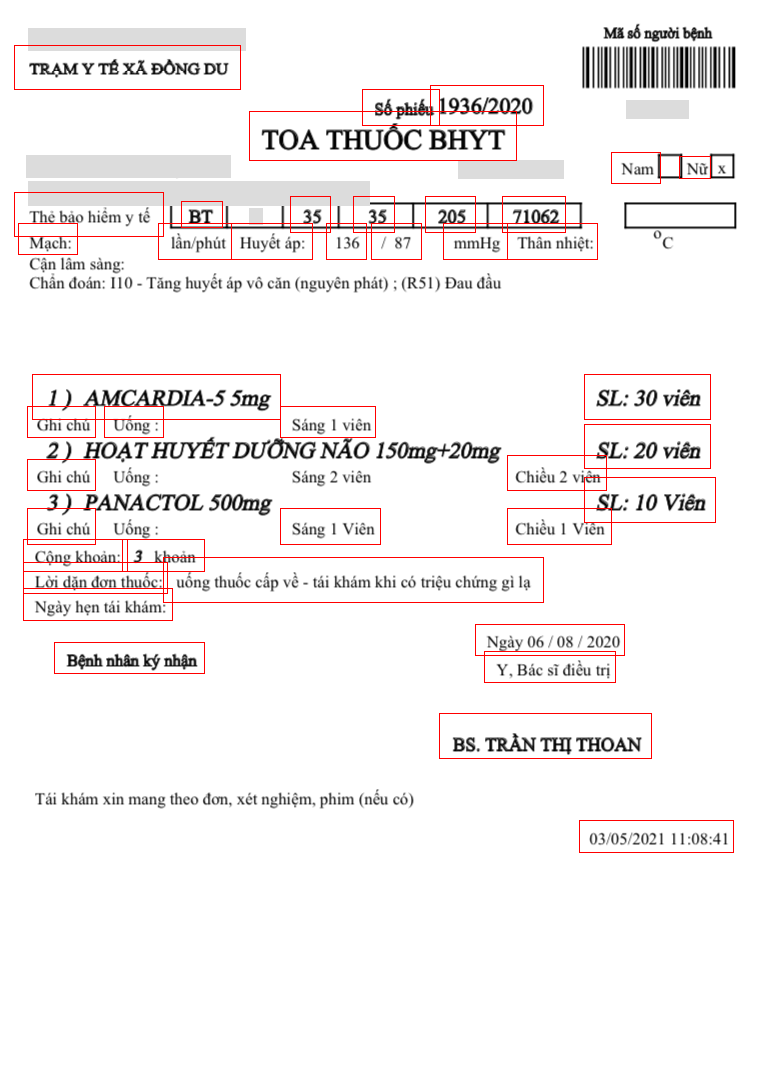 Mã số người bệnh
TRẠM Y TẾ XÃ ĐỒNG DU
Số phiếu 1936/2020
TOA THUỐC BHYT
Nam Nữ x
Thẻ bảo hiểm y tế BT 35 35 205 71062
Mạch: lần/phút Huyết áp: 136 / 87 mmHg Thân nhiệt: oC
Cận lâm sàng:
Chẩn đoán: I10 - Tăng huyết áp vô căn (nguyên phát) ; (R51) Đau đầu
1 ) AMCARDIA-5 5mg SL: 30 viên
Ghi chú Uống : Sáng 1 viên
2 ) HOẠT HUYẾT DƯỠNG NÃO 150mg+20mg SL: 20 viên
Ghi chú Uống : Sáng 2 viên Chiều 2 viên
3 ) PANACTOL 500mg SL: 10 Viên
Ghi chú Uống : Sáng 1 Viên Chiều 1 Viên
Cộng khoản: 3 khoản
Lời dặn đơn thuốc: uống thuốc cấp về - tái khám khi có triệu chứng gì lạ
Ngày hẹn tái khám:
Ngày 06 / 08 / 2020
Bệnh nhân ký nhận
Y, Bác sĩ điều trị
BS. TRẦN THỊ THOAN
Tái khám xin mang theo đơn, xét nghiệm, phim (nếu có)
03/05/2021 11:08:41